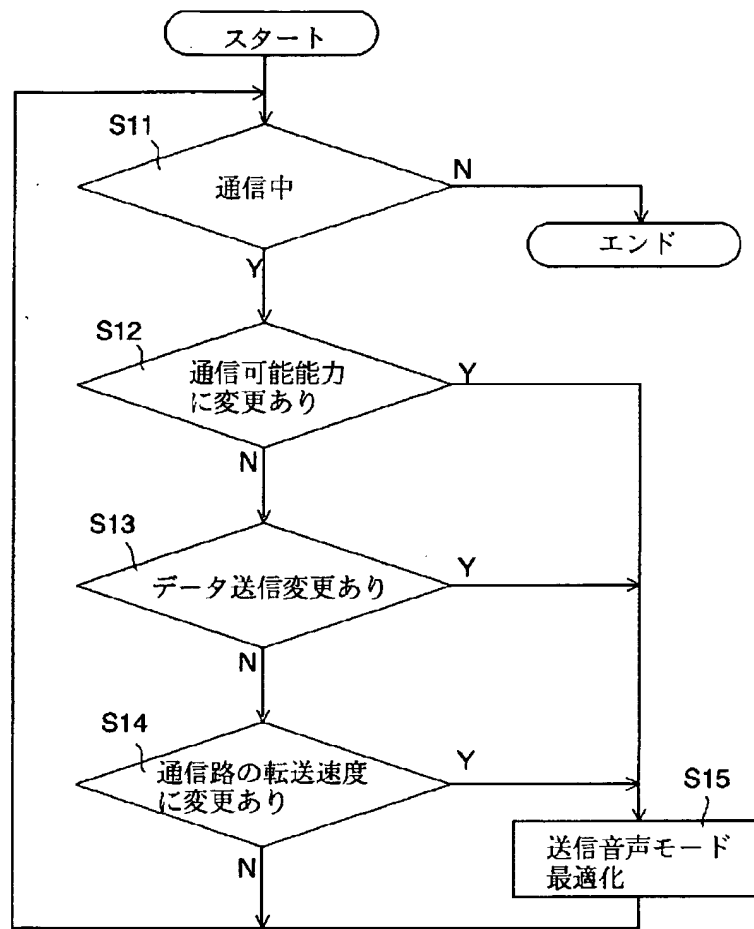 スタート
S11
通信中
N
エンド
Y
S12
通信可能能力
に変更あり
Y
N
S13
データ送信変更あり
Y
N
S14
通信路の転送速度
に変更あり
Y
S15
送信音声モード
最適化
N